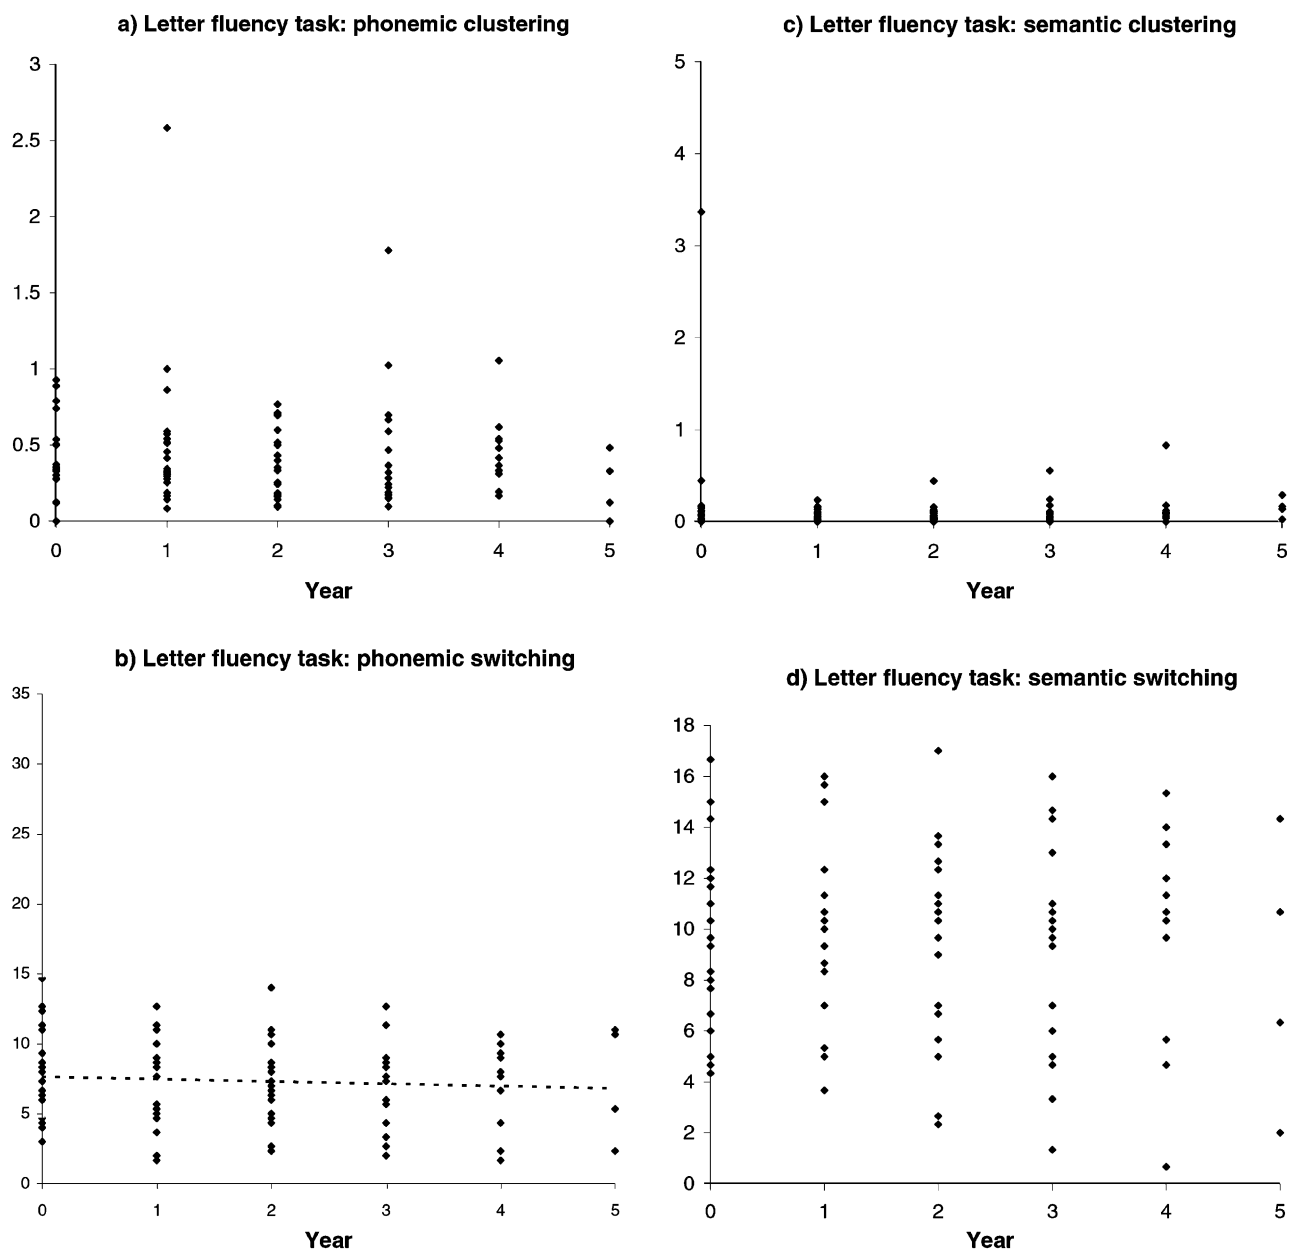 a) Letter fluency task: phonemic clustering
3
2.5
2
1.5
1
0.5
0
0 1 2 3 4 5
Year
b) Letter fluency task: phonemic switching
35
30
25
20
15
10
5
0
0 1 2 3 4 5
Year
c) Letter fluency task: semantic clustering
5
4
3
2
1
0
0 1 2 3 4 5
Year
d) Letter fluency task: semantic switching
18
16
14
12
10
8
6
4
2
0
0 1 2 3 4 5
Year